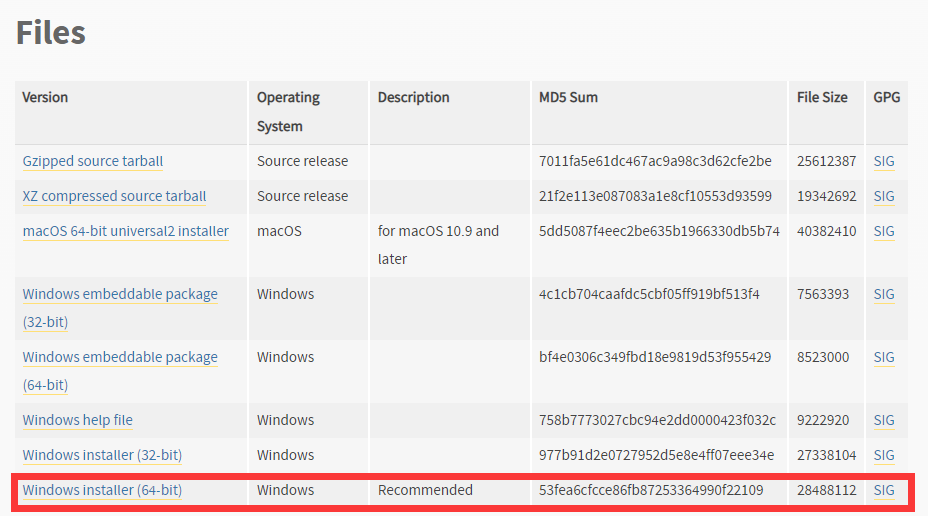 Files
Version Operating Description MD5 Sum File Size GPG
System
Gzipped source tarball Source release 7011fa5e61dc467ac9a98c3d62cfe2be 25612387 SIG
XZ compressed source tarball Source release 21f2e113e087083a1e8cf10553d93599 19342692 SIG
macOS 64-bit universal2 installer macOS for macOS 10.9 and 5dd5087f4eec2be635b1966330db5b74 40382410 SIG
later
Windows embeddable package Windows 4c1cb704caafdc5cbf05ff919bf513f4 7563393 SIG
(32-bit)
Windows embeddable package Windows bf4e0306c349fbd18e9819d53f955429 8523000 SIG
(64-bit)
Windows help file Windows 758b7773027cbc94e2dd0000423f032c 9222920 SIG
Windows installer (32-bit) Windows 977b91d2e0727952d5e8e4ff07eee34e 27338104 SIG
Windows installer (64-bit) Windows Recommended 53fea6cfcce86fb87253364990f22109 28488112 SIG